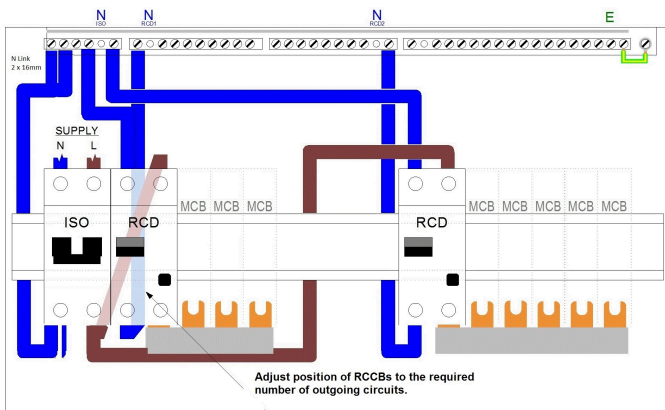 N N N E
ISO RCD1 RCD2
N Link
2 x 16mm
SUPPLY
N L
MCB MCB MCB MCB MCB MCB MCB MCB
ISO RCD RCD
Adjust position of RCCBs to the required
number of outgoing circuits.